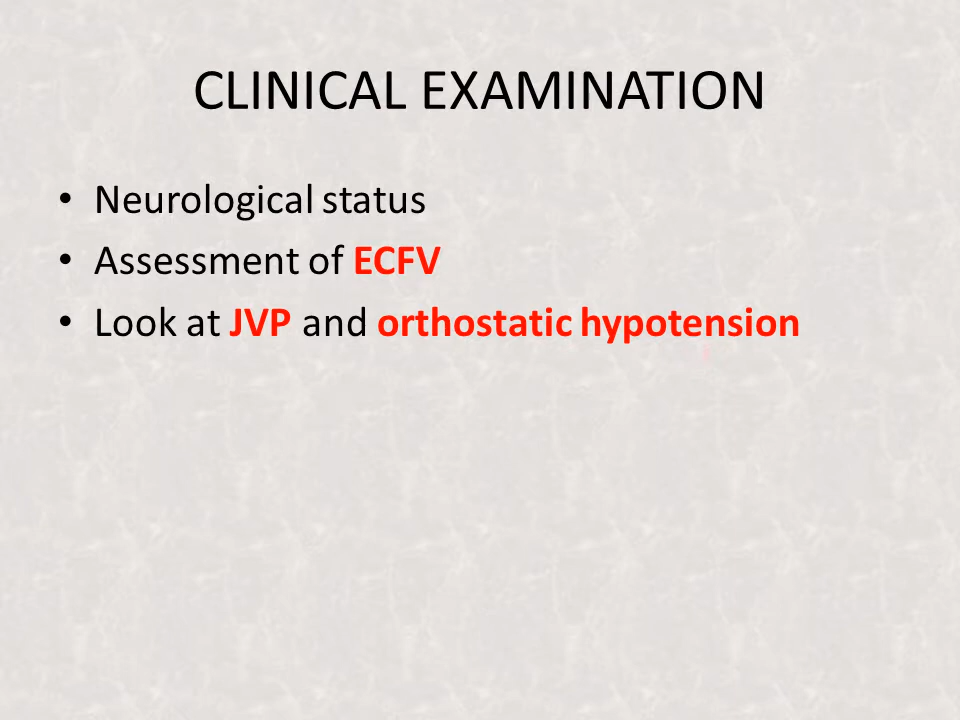 CLINICAL EXAMINATION
• Neurological status
• Assessment of ECFV
• Look at JVP and orthostatic hypotension